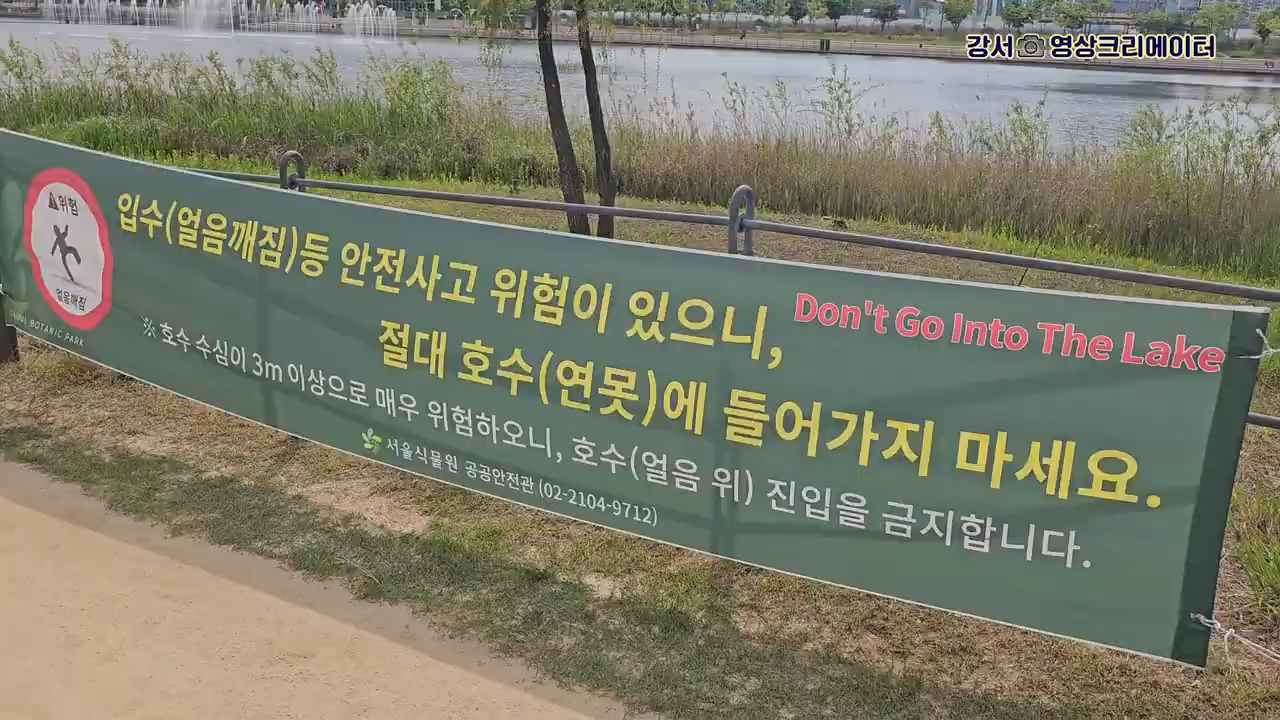 강서 영상크리에이터
위험
얼음깨짐
BOTANIC PARK
입수(얼음깨짐)등 안전사고 위험이 있으니,
Don't Go Into The Lake
절대 호수(연못)에 들어가지 마세요.
※ 호수 수심이 3m 이상으로 매우 위험하오니, 호수(얼음 위) 진입을 금지합니다.
서울식물원 공공안전관 (02-2104-9712)